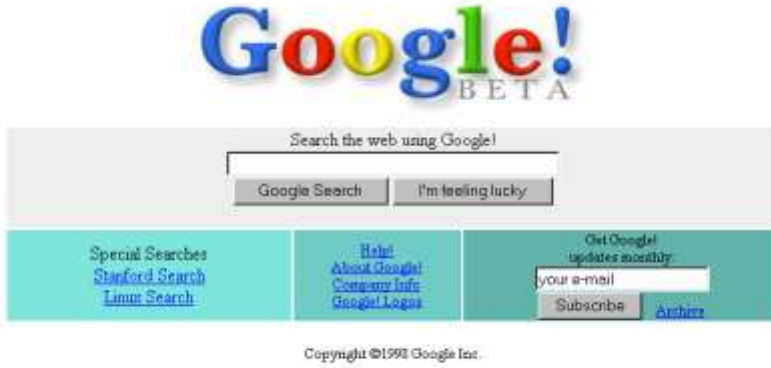 Google!
BETA
Search the web using Google!
Google Search I'm feeling lucky
Special Searches
Stanford Search
Linux Search
Help!
About Google!
Company Info
Google! Logos
Get Google!
updates monthly:
your e-mail
Subscribe Archive
Copyright ©1998 Google Inc.